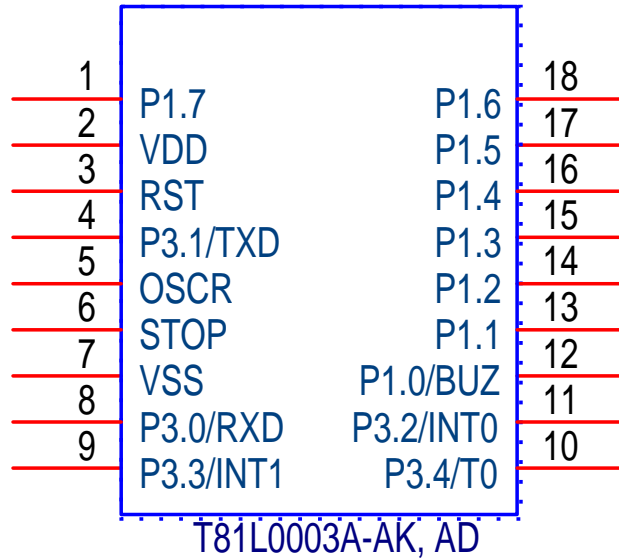 1 P1.7 P1.6 18
2 VDD P1.5 17
3 RST P1.4 16
4 P3.1/TXD P1.3 15
5 OSCR P1.2 14
6 STOP P1.1 13
7 VSS P1.0/BUZ 12
8 P3.0/RXD P3.2/INT0 11
9 P3.3/INT1 P3.4/T0 10
T81L0003A-AK, AD